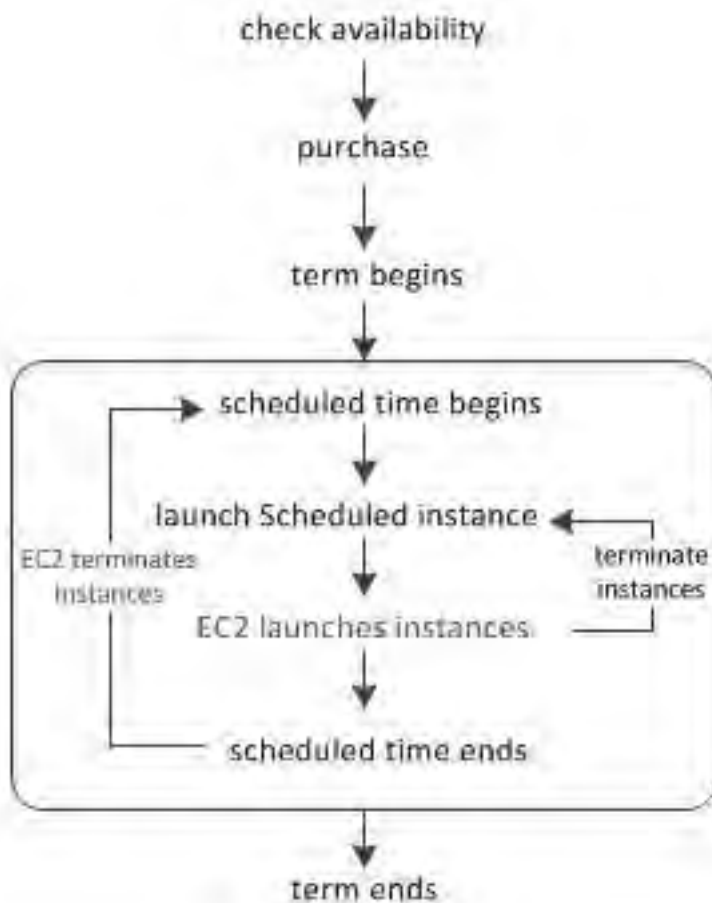 check availability
purchase
term begins
scheduled time begins
launch Scheduled instance
EC2 terminates
instances
terminate
instances
EC2 launches instances
scheduled time ends
term ends